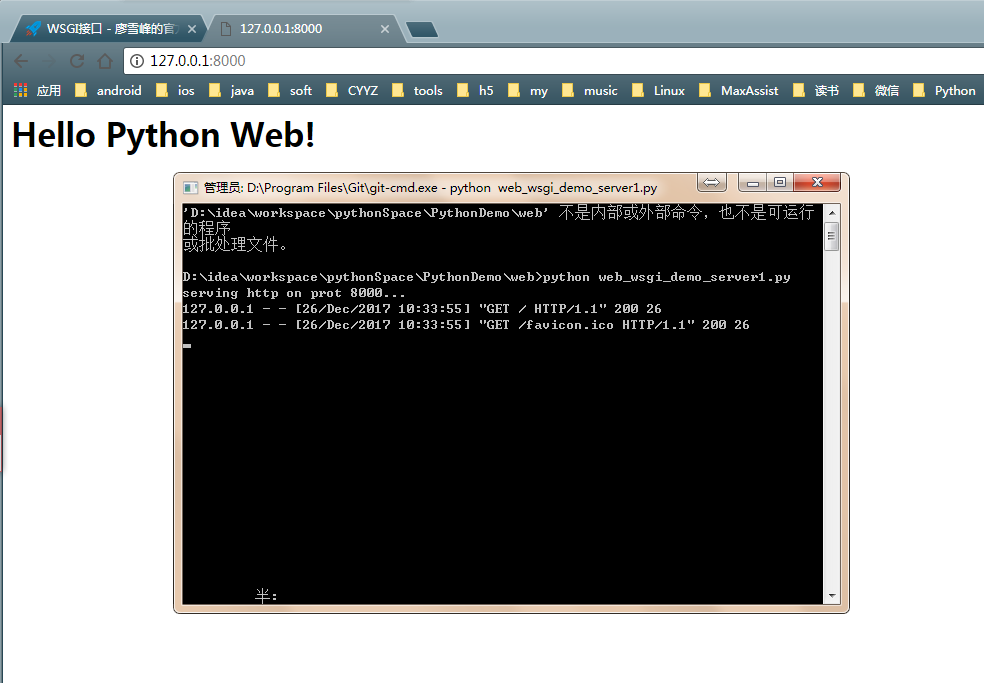 WSGI接口 - 廖雪峰的官
127.0.0.1:8000
127.0.0.1:8000
应用 android ios java soft CYYZ tools h5 my music Linux MaxAssist 读书 微信 Python
Hello Python Web!
管理员: D:\Program Files\Git\git-cmd.exe - python  web_wsgi_demo_server1.py
'D:\idea\workspace\pythonSpace\PythonDemo\web' 不是内部或外部命令，也不是可运行
的程序
或批处理文件。
D:\idea\workspace\pythonSpace\PythonDemo\web>python web_wsgi_demo_server1.py
serving http on prot 8000...
127.0.0.1 - - [26/Dec/2017 10:33:55] "GET / HTTP/1.1" 200 26
127.0.0.1 - - [26/Dec/2017 10:33:55] "GET /favicon.ico HTTP/1.1" 200 26
半: